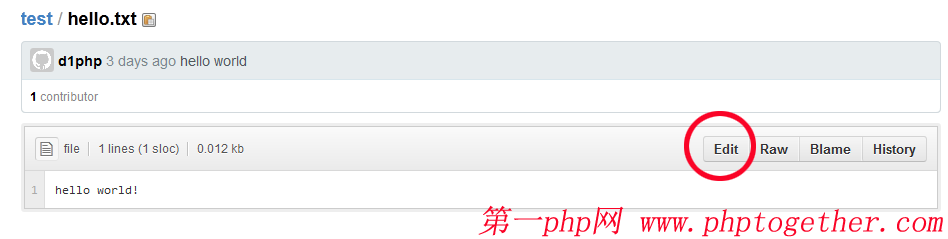 test / hello.txt
d1php 3 days ago hello world
1 contributor
file 1 lines (1 sloc) 0.012 kb Edit Raw Blame History
1 hello world!
第一php网 www.phptogether.com